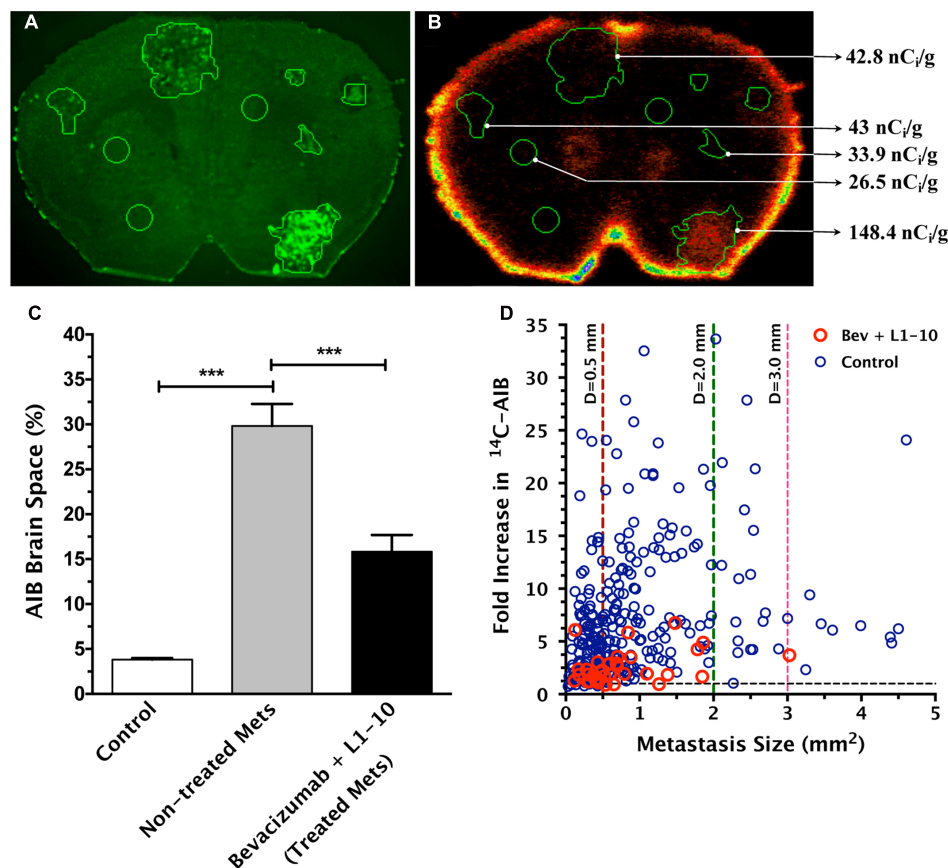 A
B
42.8 nCi/g
43 nCi/g
33.9 nCi/g
26.5 nCi/g
148.4 nCi/g
C
AIB Brain Space (%)
40
35
30
25
20
15
10
5
0
***
***
Control
Non-treated Mets
Bevacizumab + L1-10
(Treated Mets)
D
Fold Increase in ¹⁴C-AIB
35
30
25
20
15
10
5
0
D=0.5 mm
D=2.0 mm
D=3.0 mm
Bev + L1-10
Control
0 1 2 3 4 5
Metastasis Size (mm²)